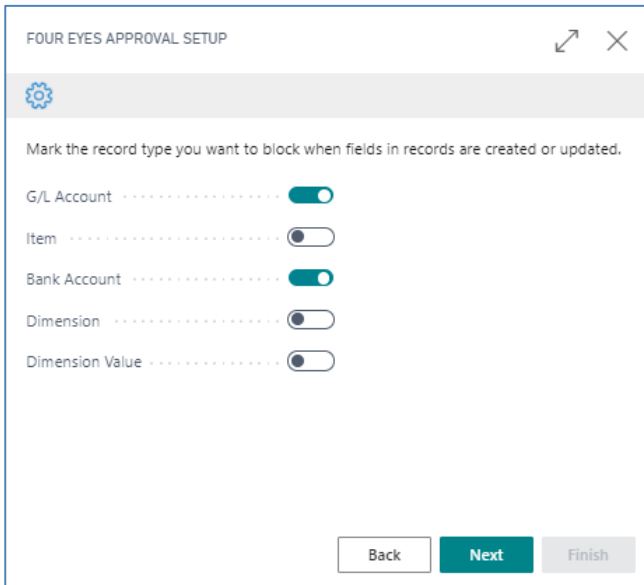 FOUR EYES APPROVAL SETUP
Mark the record type you want to block when fields in records are created or updated.
G/L Account
Item
Bank Account
Dimension
Dimension Value
Back Next Finish